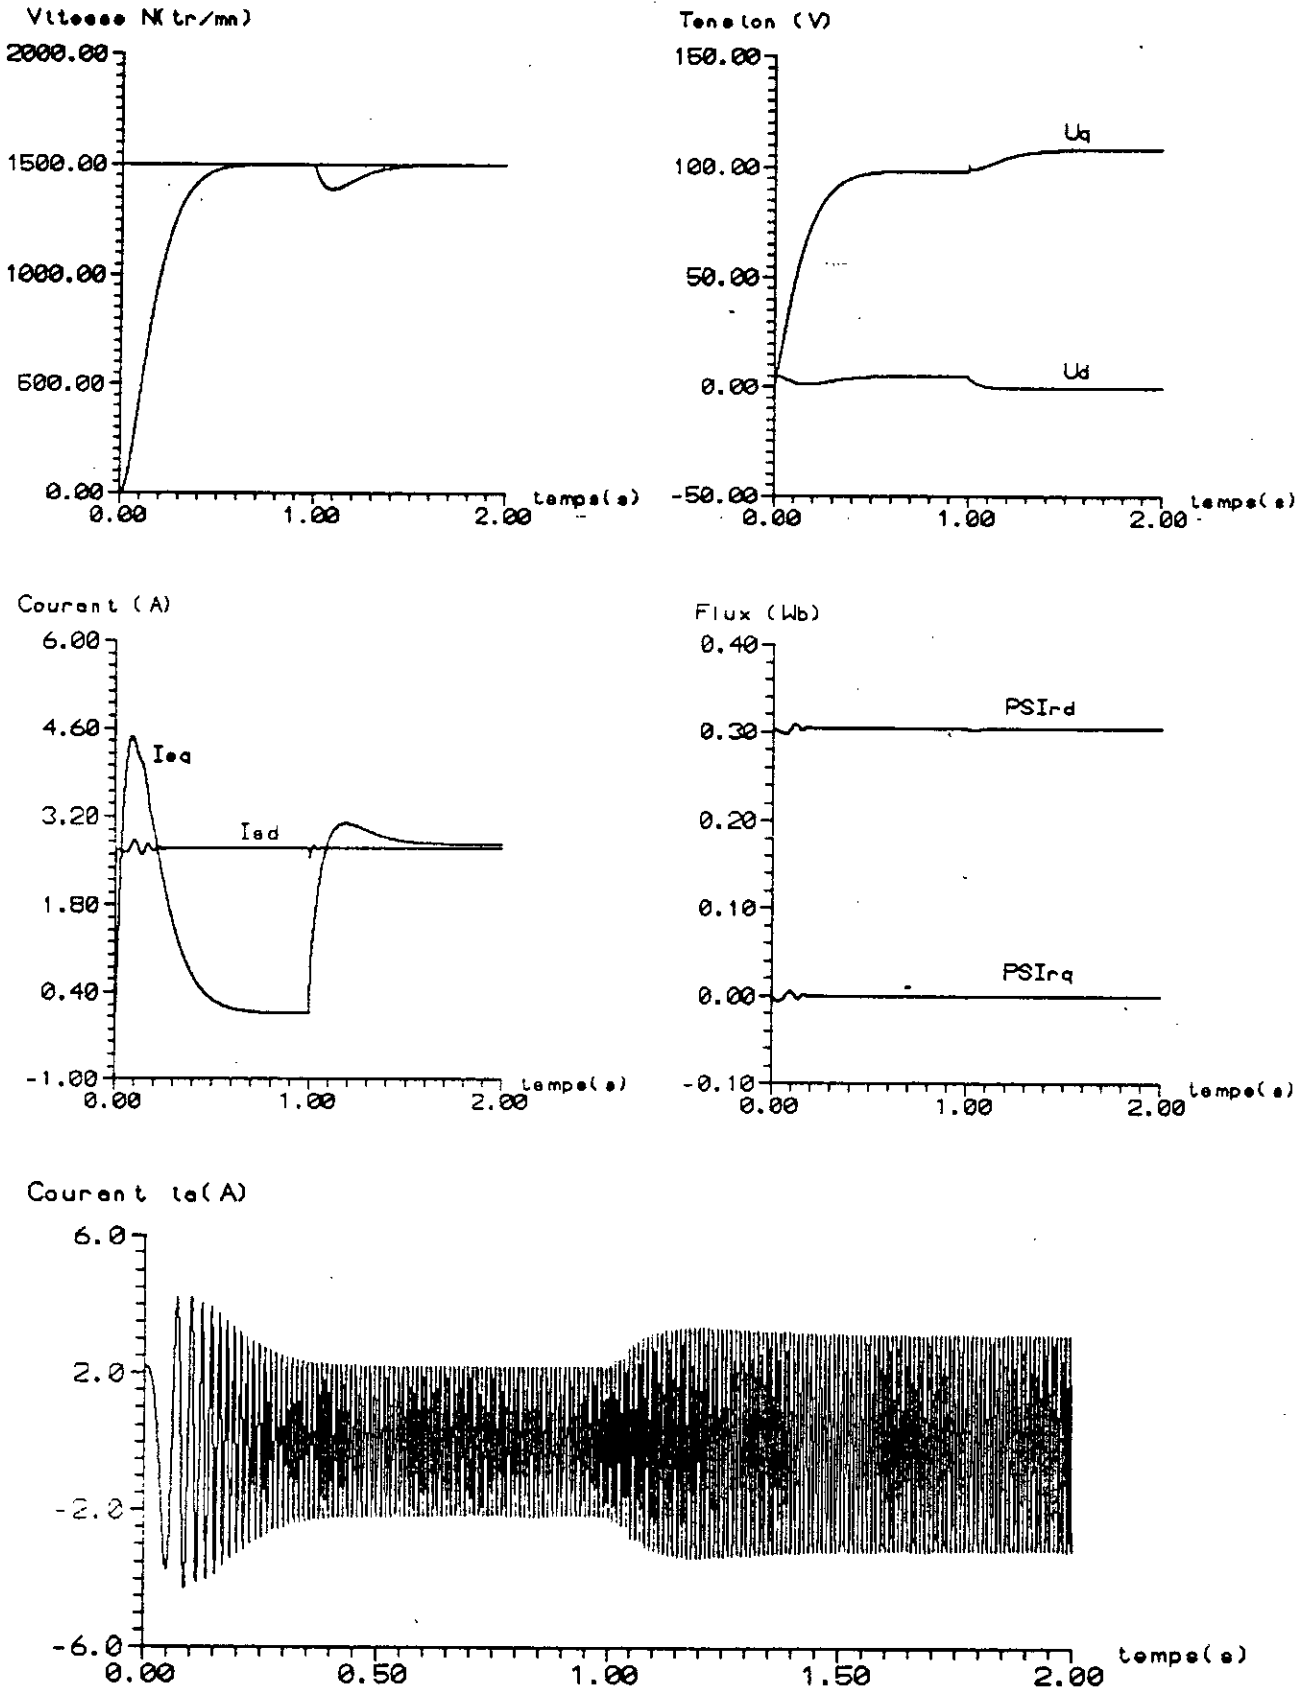 Vitesse N(tr/mn)
2000.00
1500.00
1000.00
500.00
0.00
0.00 1.00 2.00
temps(s)
Tension (V)
150.00
100.00
50.00
0.00
-50.00
Uq
Ud
0.00 1.00 2.00
temps(s)
Courant (A)
6.00
4.60
3.20
1.80
0.40
-1.00
Isq
Isd
0.00 1.00 2.00
temps(s)
Flux (Wb)
0.40
0.30
0.20
0.10
0.00
-0.10
PSIrd
PSIrq
0.00 1.00 2.00
temps(s)
Courant ia(A)
6.0
2.0
-2.0
-6.0
0.00 0.50 1.00 1.50 2.00
temps(s)